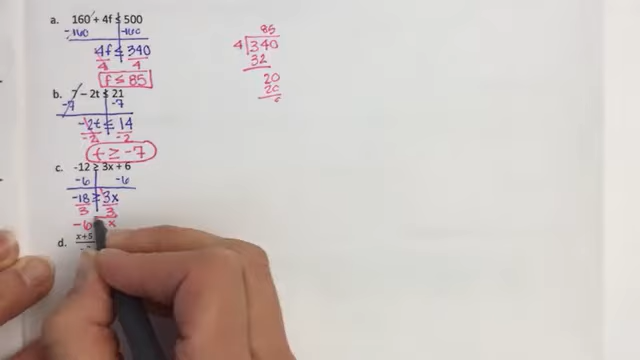 a. 160 + 4f ≤ 500
-160 -160
4f ≤ 340
4 4
f ≤ 85
b. 7 - 2t ≤ 21
-7 -7
-2t ≤ 14
-2 -2
t ≥ -7
c. -12 ≥ 3x + 6
-6 -6
-18 ≥ 3x
3 3
-6 x
d. x+5
85
4 340
32
20
20